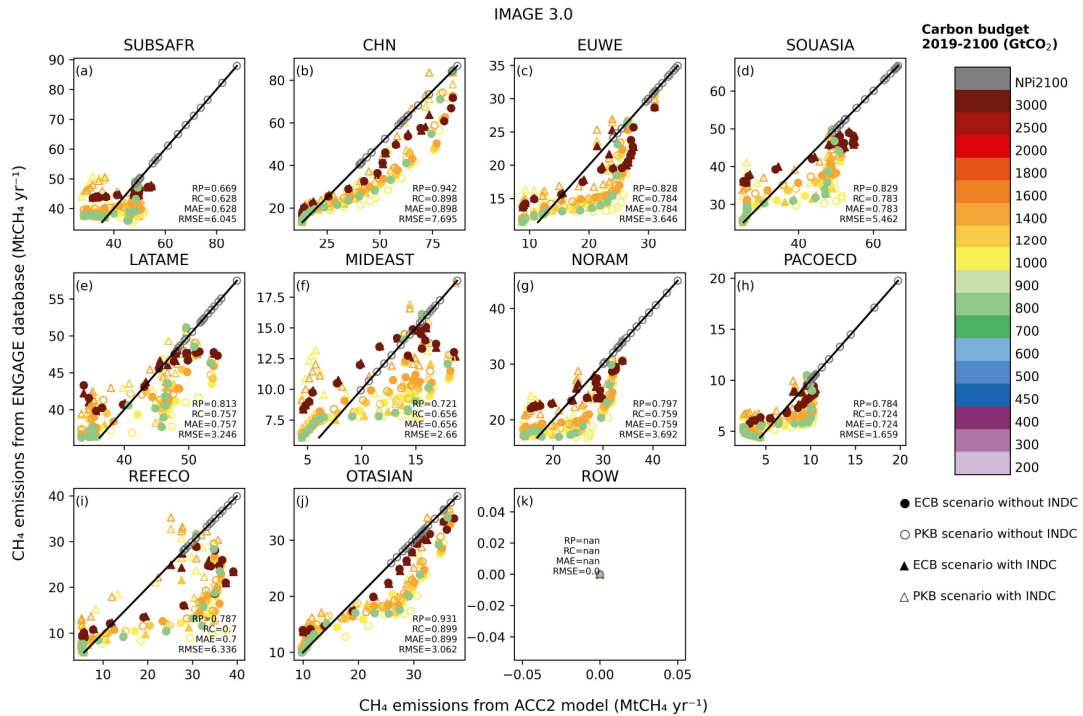 IMAGE 3.0
Carbon budget
2019-2100 (GtCO₂)
SUBSAFR
CHN
EUWE
SOUASIA
(a)
(b)
(c)
(d)
90
80
70
60
50
40
40
60
80
RP=0.669
RC=0.628
MAE=0.628
RMSE=6.045
80
60
40
20
25
50
75
RP=0.942
RC=0.898
MAE=0.898
RMSE=7.695
35
30
25
20
15
10
20
30
RP=0.828
RC=0.784
MAE=0.784
RMSE=3.646
60
50
40
30
40
60
RP=0.829
RC=0.783
MAE=0.783
RMSE=5.462
LATAME
MIDEAST
NORAM
PACOECD
(e)
(f)
(g)
(h)
55
50
45
40
40
50
RP=0.813
RC=0.757
MAE=0.757
RMSE=3.246
17.5
15.0
12.5
10.0
7.5
5
10
15
RP=0.721
RC=0.656
MAE=0.656
RMSE=2.66
40
30
20
20
30
40
RP=0.797
RC=0.759
MAE=0.759
RMSE=3.692
20
15
10
5
5
10
15
20
RP=0.784
RC=0.724
MAE=0.724
RMSE=1.659
REFECO
OTASIAN
ROW
(i)
(j)
(k)
40
30
20
10
10
20
30
40
RP=0.787
RC=0.7
MAE=0.7
RMSE=6.336
40
35
30
25
20
15
10
10
20
30
RP=0.931
RC=0.899
MAE=0.899
RMSE=3.062
0.04
0.02
0.00
−0.02
−0.04
−0.05
0.00
0.05
RP=nan
RC=nan
MAE=nan
RMSE=0.0
CH₄ emissions from ENGAGE database (MtCH₄ yr⁻¹)
CH₄ emissions from ACC2 model (MtCH₄ yr⁻¹)
NPi2100
3000
2500
2000
1800
1600
1400
1200
1000
900
800
700
600
500
450
400
300
200
ECB scenario without INDC
PKB scenario without INDC
ECB scenario with INDC
PKB scenario with INDC